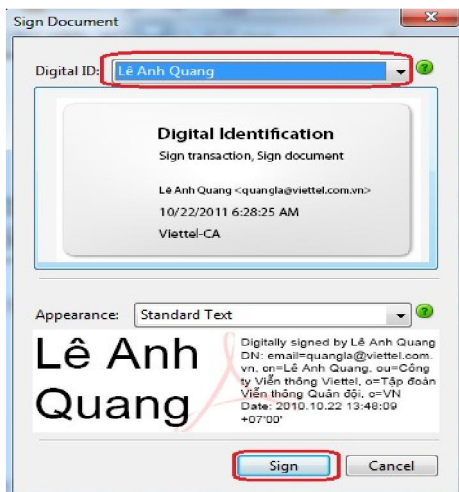 Sign Document
Digital ID: Lê Anh Quang
Digital Identification
Sign transaction, Sign document
Lê Anh Quang <quangla@viettel.com.vn>
10/22/2011 6:28:25 AM
Viettel-CA
Appearance: Standard Text
Lê Anh
Quang
Digitally signed by Lê Anh Quang
DN: email=quangla@viettel.com.
vn, cn=Lê Anh Quang, ou=Công
ty Viễn thông Viettel, o=Tập đoàn
Viễn thông Quân đội, c=VN
Date: 2010.10.22 13:48:09
+07'00'
Sign Cancel